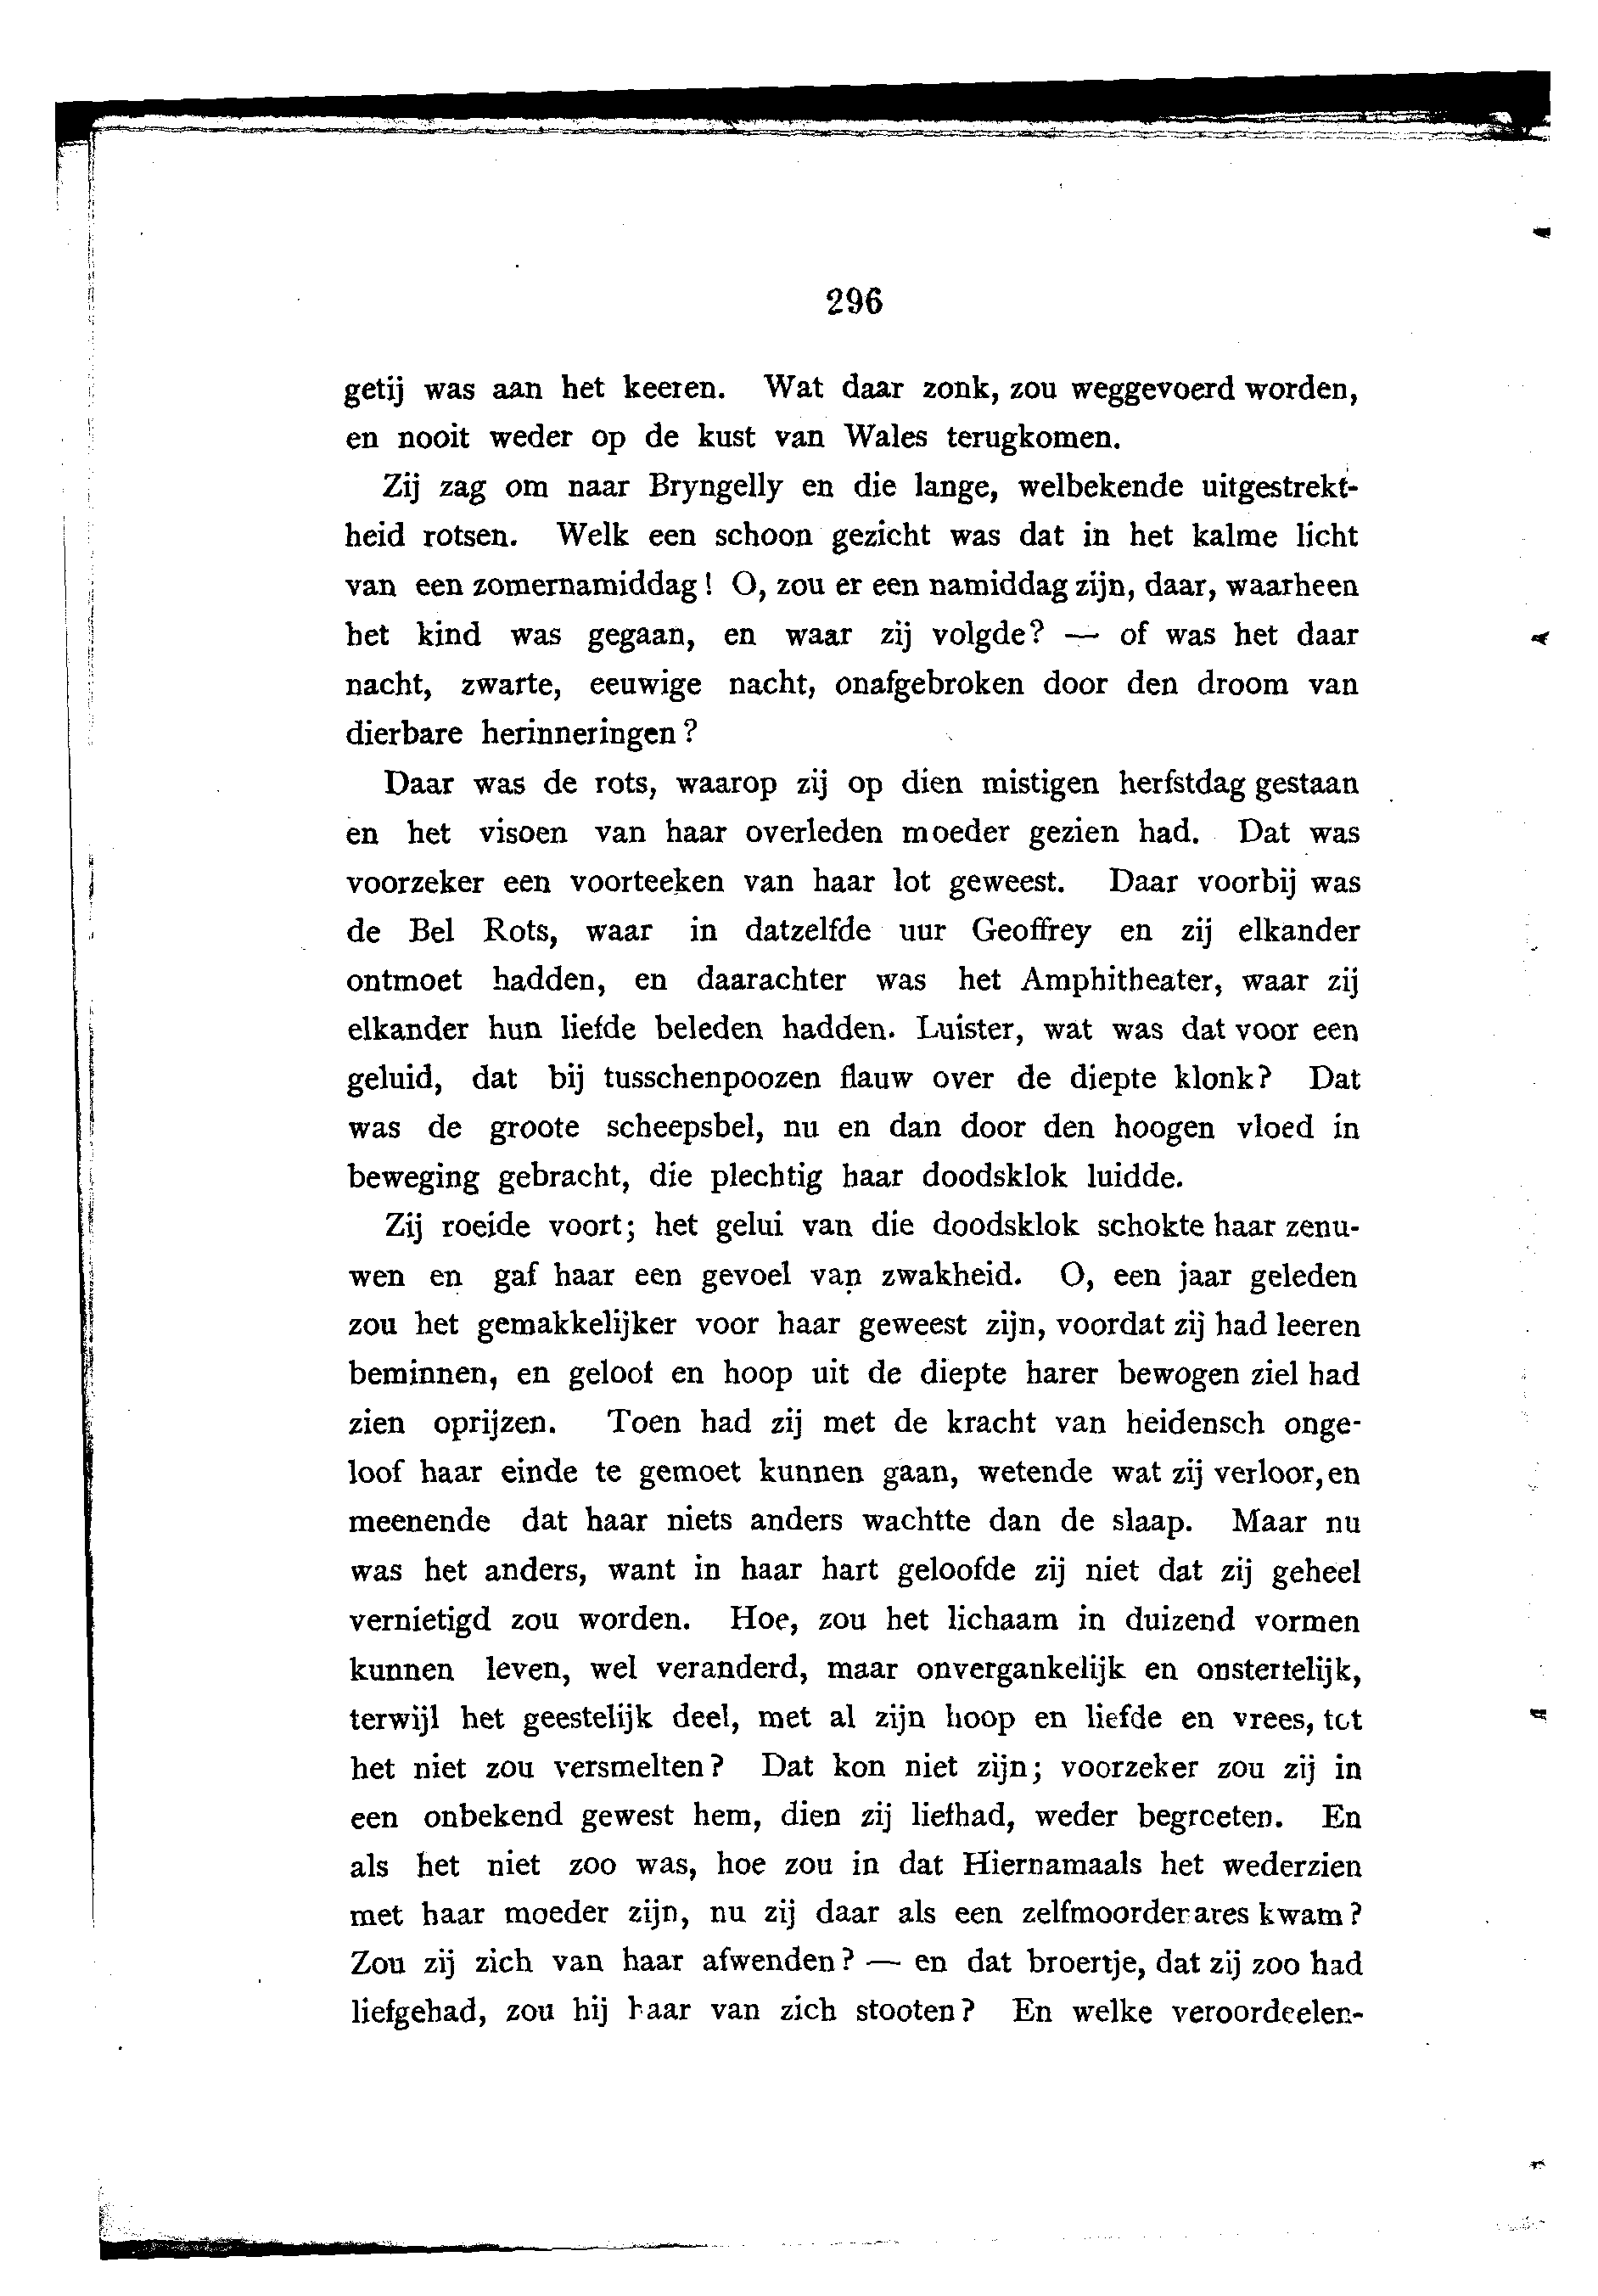 296
getij was aan het keeren. Wat daar zonk, zou weggevoerd worden,
en nooit weder op de kust van Wales terugkomen.
Zij zag om naar Bryngelly en die lange, welbekende uitgestrekt-
heid rotsen. Welk een schoon gezicht was dat in het kalme licht
van een zomernamiddag! O, zou er een namiddag zijn, daar, waarheen
het kind was gegaan, en waar zij volgde? — of was het daar
nacht, zwarte, eeuwige nacht, onafgebroken door den droom van
dierbare herinneringen?
Daar was de rots, waarop zij op dien mistigen herfstdag gestaan
en het visoen van haar overleden moeder gezien had. Dat was
voorzeker een voorteeken van haar lot geweest. Daar voorbij was
de Bel Rots, waar in datzelfde uur Geoffrey en zij elkander
ontmoet hadden, en daarachter was het Amphitheater, waar zij
elkander hun liefde beleden hadden. Luister, wat was dat voor een
geluid, dat bij tusschenpoozen flauw over de diepte klonk? Dat
was de groote scheepsbel, nu en dan door den hoogen vloed in
beweging gebracht, die plechtig haar doodsklok luidde.
Zij roeide voort; het gelui van die doodsklok schokte haar zenu-
wen en gaf haar een gevoel van zwakheid. O, een jaar geleden
zou het gemakkelijker voor haar geweest zijn, voordat zij had leeren
beminnen, en geloof en hoop uit de diepte harer bewogen ziel had
zien oprijzen. Toen had zij met de kracht van heidensch onge-
loof haar einde te gemoet kunnen gaan, wetende wat zij verloor, en
meenende dat haar niets anders wachtte dan de slaap. Maar nu
was het anders, want in haar hart geloofde zij niet dat zij geheel
vernietigd zou worden. Hoe, zou het lichaam in duizend vormen
kunnen leven, wel veranderd, maar onvergankelijk en onsterfelijk,
terwijl het geestelijk deel, met al zijn hoop en liefde en vrees, tot
het niet zou versmelten? Dat kon niet zijn; voorzeker zou zij in
een onbekend gewest hem, dien zij liefhad, weder begroeten. En
als het niet zoo was, hoe zou in dat Hiernamaals het wederzien
met haar moeder zijn, nu zij daar als een zelfmoorderares kwam?
Zou zij zich van haar afwenden? — en dat broertje, dat zij zoo had
liefgehad, zou hij haar van zich stooten? En welke veroordeelen-